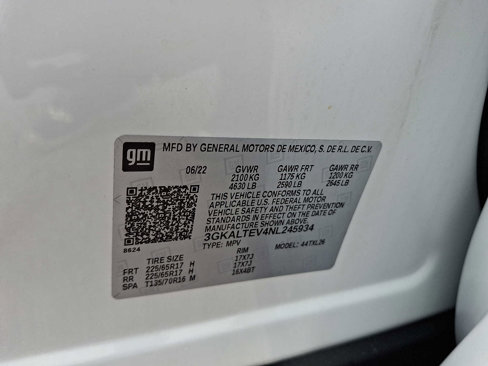 gm
MFD BY GENERAL MOTORS DE MEXICO, S. DE R.L. DE C.V.
06/22 GVWR GAWR FRT GAWR RR
2100 KG 1175 KG 1200 KG
4630 LB 2590 LB 2645 LB
THIS VEHICLE CONFORMS TO ALL
APPLICABLE U.S. FEDERAL MOTOR
VEHICLE SAFETY AND THEFT PREVENTION
STANDARDS IN EFFECT ON THE DATE OF
MANUFACTURE SHOWN ABOVE.
3GKALTEV4NL245934
8624
TYPE: MPV MODEL: 44TXL26
TIRE SIZE RIM
FRT 225/65R17 H 17X7J
RR 225/65R17 H 17X7J
SPA T135/70R16 M 16X4BT